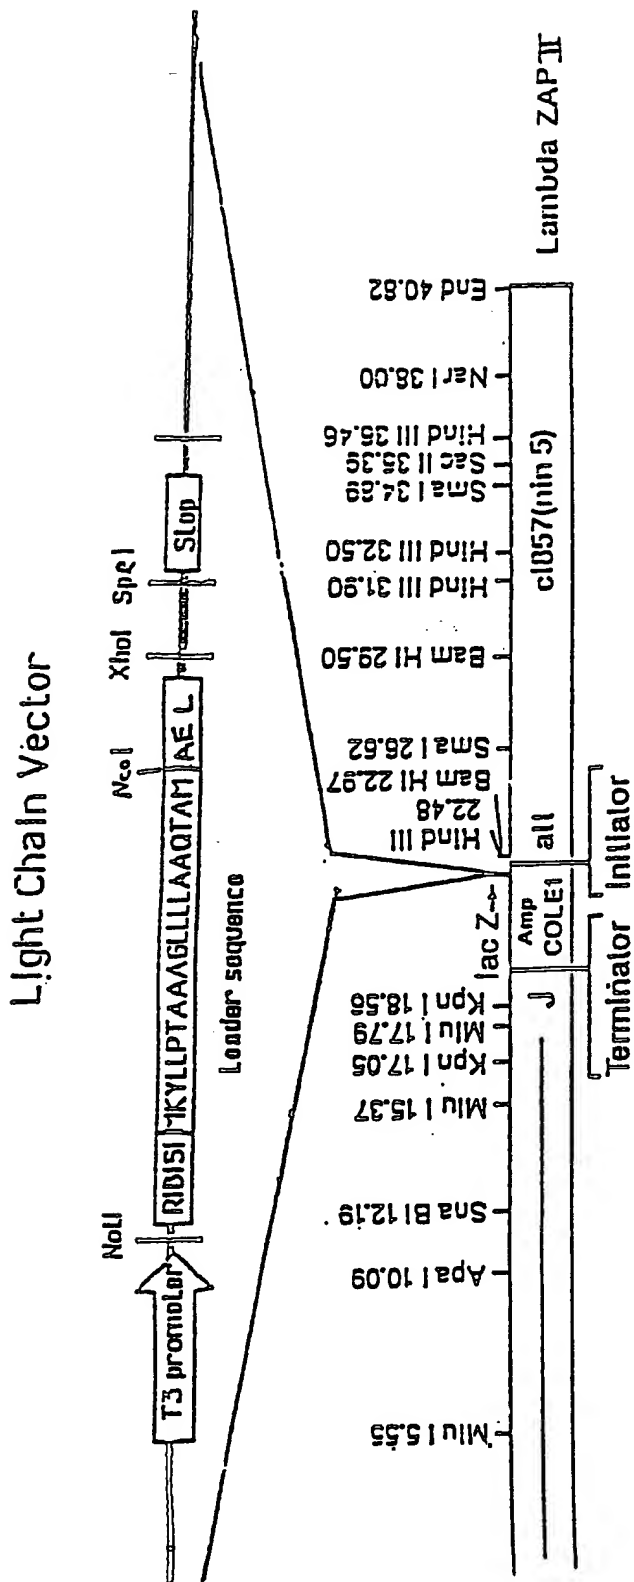 Light Chain Vector
T3 promoter
NotI
RIBISI
MKYLLPTAAAGLLLLAAQTAM
NcoI
AE L
XhoI
SpeI
Stop
Leader sequence
Mlu I 5.55
Apa I 10.09
Sna BI 12.19
Mlu I 15.37
Kpn I 17.05
Mlu I 17.79
Kpn I 18.56
lac Z
Hind III
22.48
Bam HI 22.97
Sma I 26.62
Bam HI 29.50
Hind III 31.90
Hind III 32.50
Sma I 34.89
Sac II 35.39
Hind III 35.46
Nar I 38.00
End 40.82
J
Amp
COLE1
att
cI857(nin 5)
Terminator
Initiator
Lambda ZAP II